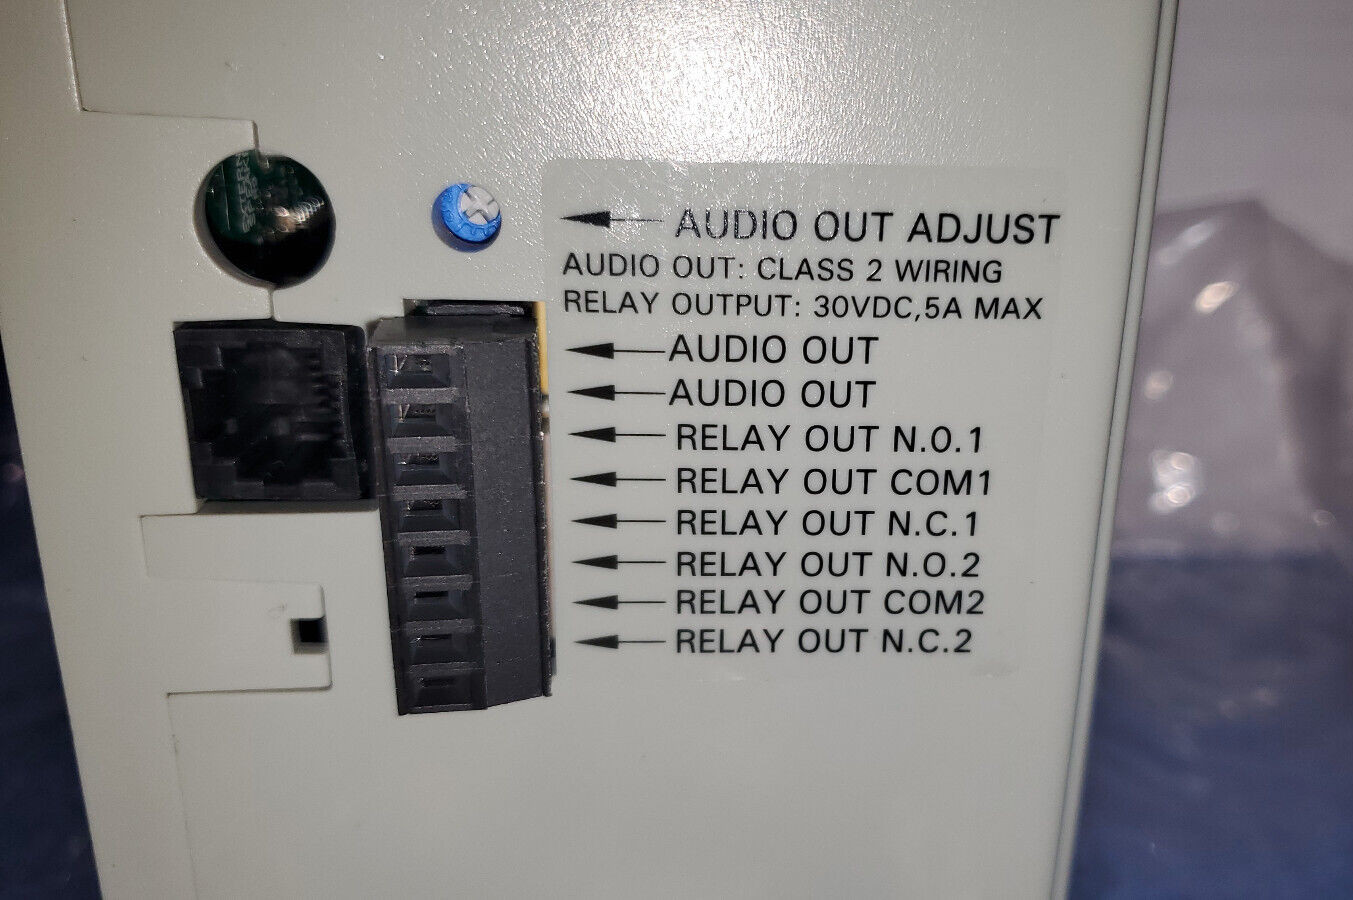 AUDIO OUT ADJUST
AUDIO OUT: CLASS 2 WIRING
RELAY OUTPUT: 30VDC,5A MAX
AUDIO OUT
AUDIO OUT
RELAY OUT N.O.1
RELAY OUT COM1
RELAY OUT N.C.1
RELAY OUT N.O.2
RELAY OUT COM2
RELAY OUT N.C.2